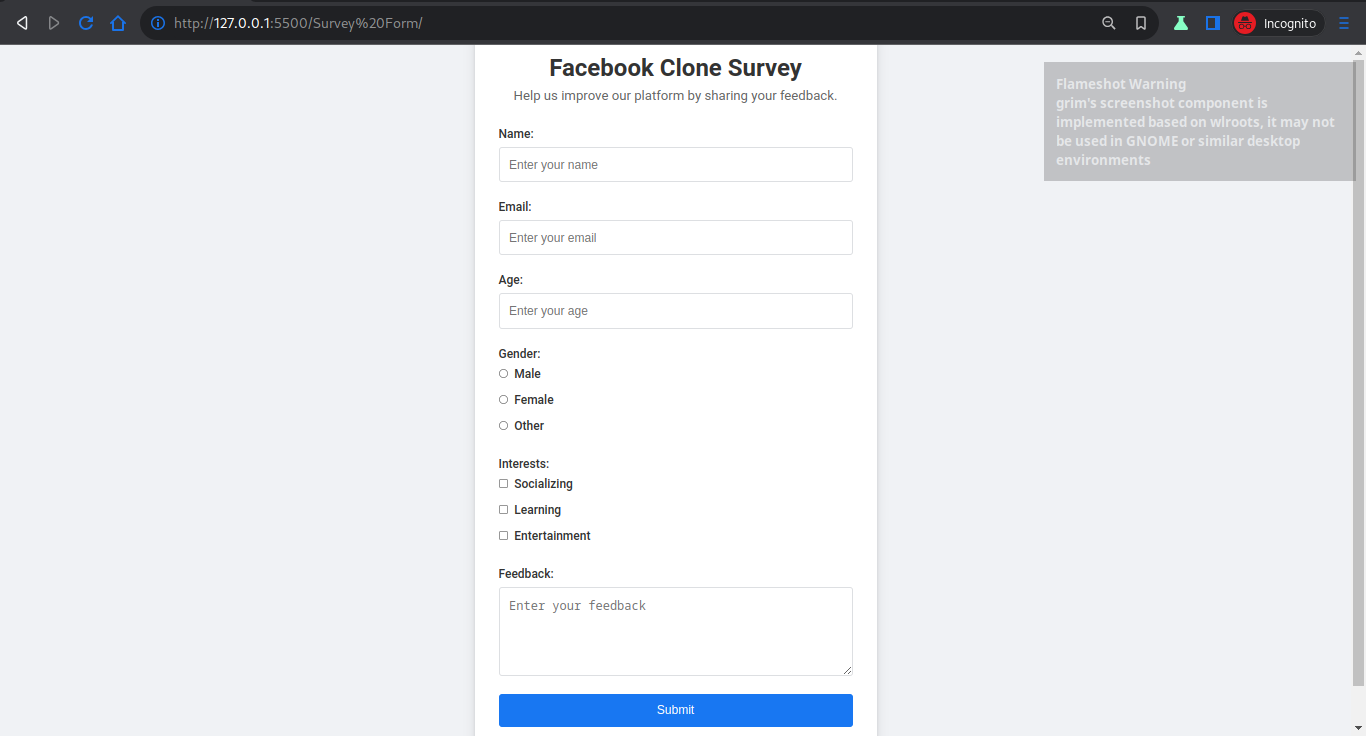 http://127.0.0.1:5500/Survey%20Form/
Incognito
Facebook Clone Survey
Help us improve our platform by sharing your feedback.
Flameshot Warning
grim's screenshot component is
implemented based on wlroots, it may not
be used in GNOME or similar desktop
environments
Name:
Enter your name
Email:
Enter your email
Age:
Enter your age
Gender:
Male
Female
Other
Interests:
Socializing
Learning
Entertainment
Feedback:
Enter your feedback
Submit